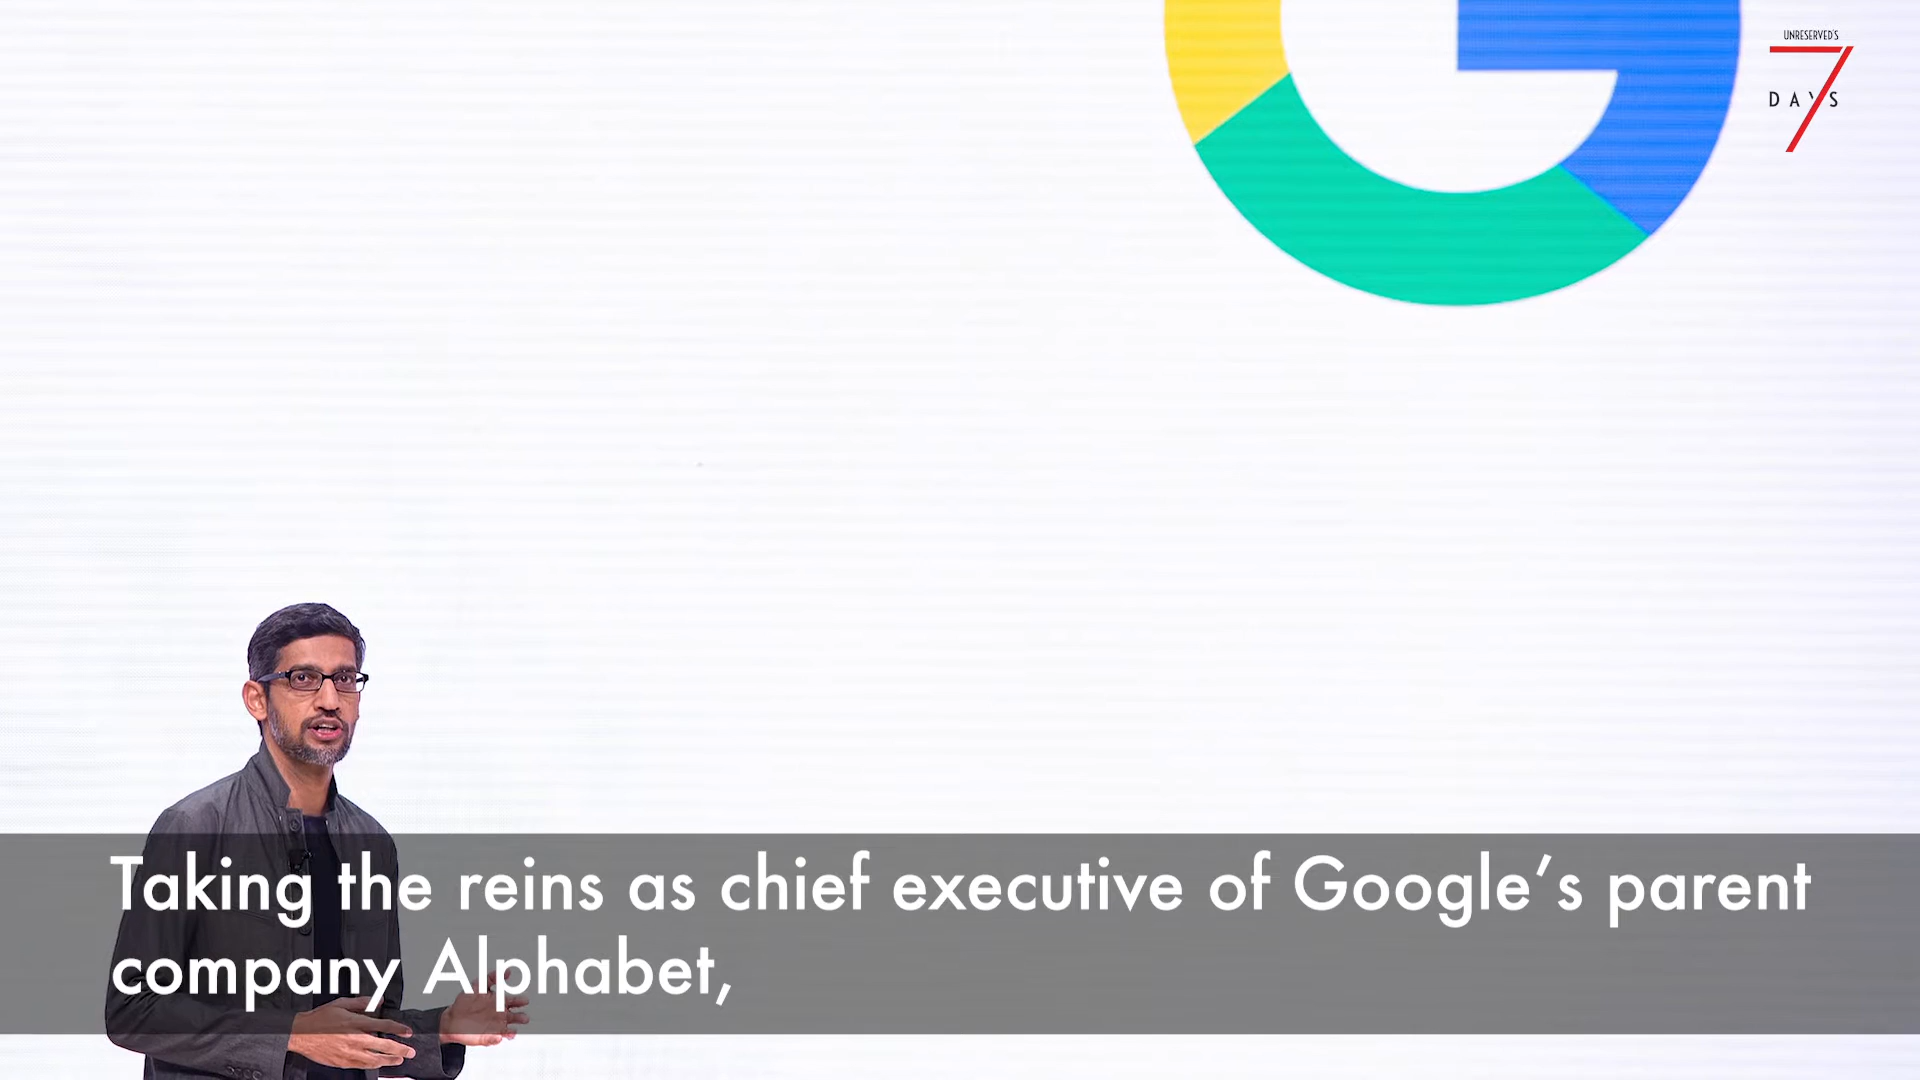 UNRESERVED'S
7
DAYS
Taking the reins as chief executive of Google’s parent
company Alphabet,